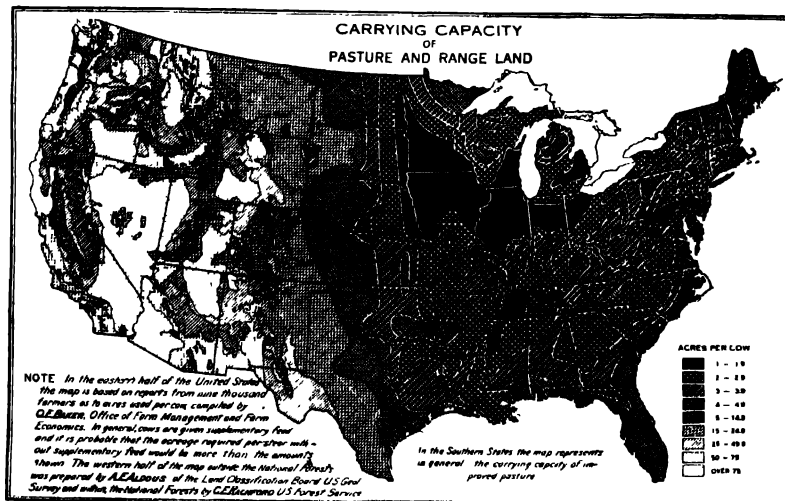 CARRYING CAPACITY
OF
PASTURE AND RANGE LAND
NOTE In the eastern half of the United States
the map is based on reports from nine thousand
farmers as to acres used per cow, compiled by
O.E. BAKER, Office of Farm Management and Farm
Economics. In general, cows are given supplementary feed
and it is probable that the acreage required per steer with-
out supplementary feed would be more than the amounts
shown The western half of the map outside the National Forests
was prepared by A.E. ALDOUS of the Land Classification Board U.S Geol
Survey and within, the National Forests by U.S Forest Service
In the Southern States the map represents
in general the carrying capacity of im-
proved pasture
ACRES PER COW
1 - 1.9
2 - 2.9
3 - 3.9
4 - 4.9
5 - 14.9
15 - 24.9
25 - 49.9
50 - 75
OVER 75